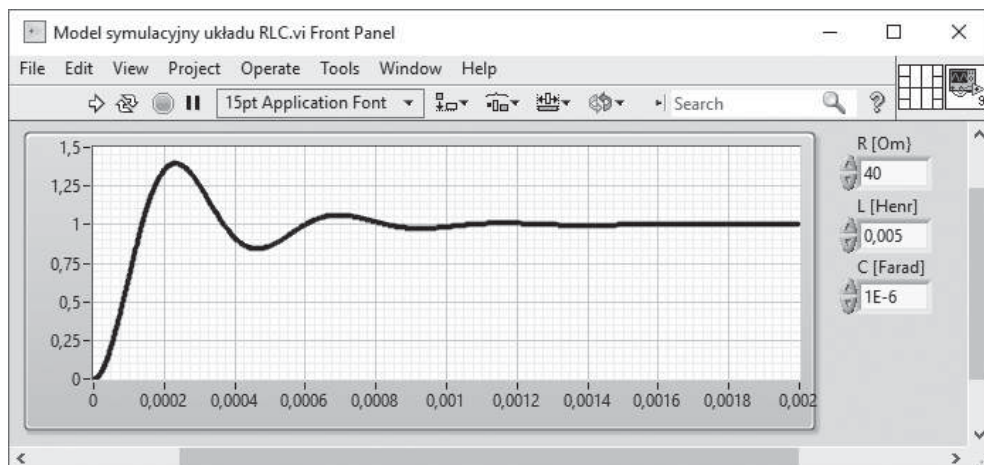 Model symulacyjny układu RLC.vi Front Panel
File Edit View Project Operate Tools Window Help
15pt Application Font
Search
9
1,5
1,25
1
0,75
0,5
0,25
0
0 0,0002 0,0004 0,0006 0,0008 0,001 0,0012 0,0014 0,0016 0,0018 0,002
R [Om}
40
L [Henr]
0,005
C [Farad]
1E-6